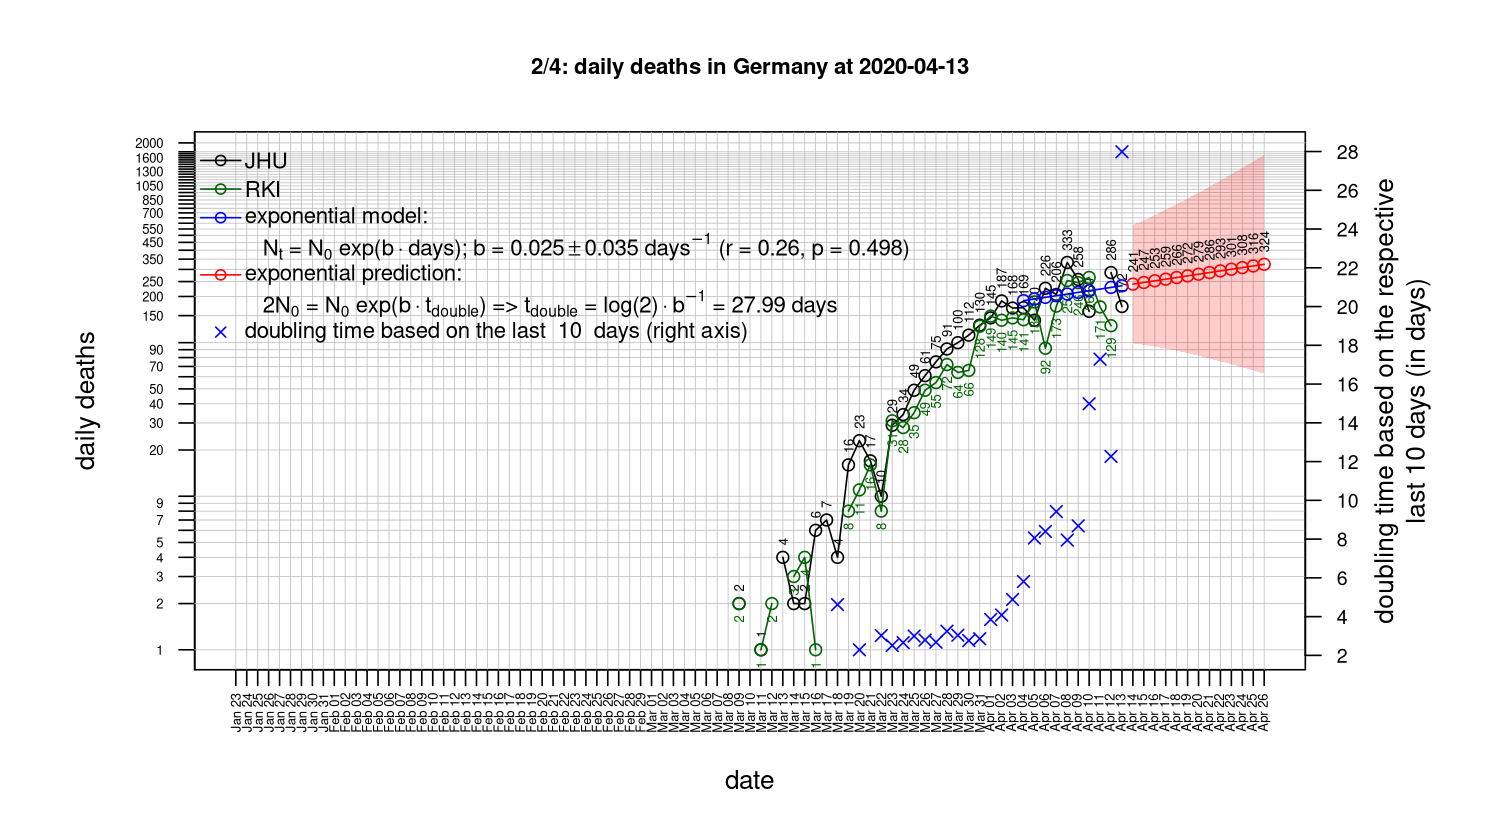 2/4: daily deaths in Germany at 2020-04-13
JHU
RKI
exponential model:
Nt = N0 exp(b · days); b = 0.025 ± 0.035 days−1 (r = 0.26, p = 0.498)
exponential prediction:
2N0 = N0 exp(b · tdouble) => tdouble = log(2) · b−1 = 27.99 days
doubling time based on the last 10 days (right axis)
daily deaths
2000
1600
1300
1050
850
700
550
450
350
250
200
150
90
70
50
40
30
20
9
7
5
4
3
2
1
2 1 4 2 2 6 7 4 16 23 17 10 29 34 49 61 75 91 100 112 130 145 187 168 169 226 206 333 258 286
2 1 2 4 1 8 11 16 8 31 28 35 49 55 72 64 66 128 149 140 145 141 92 173 171 129
241 247 253 259 266 272 279 286 293 301 308 316 324
28
26
24
22
20
18
16
14
12
10
8
6
4
2
doubling time based on the respective
last 10 days (in days)
Jan 23 Jan 24 Jan 25 Jan 26 Jan 27 Jan 28 Jan 29 Jan 30 Jan 31 Feb 01 Feb 02 Feb 03 Feb 04 Feb 05 Feb 06 Feb 07 Feb 08 Feb 09 Feb 10 Feb 11 Feb 12 Feb 13 Feb 14 Feb 15 Feb 16 Feb 17 Feb 18 Feb 19 Feb 20 Feb 21 Feb 22 Feb 23 Feb 24 Feb 25 Feb 26 Feb 27 Feb 28 Feb 29 Mar 01 Mar 02 Mar 03 Mar 04 Mar 05 Mar 06 Mar 07 Mar 08 Mar 09 Mar 10 Mar 11 Mar 12 Mar 13 Mar 14 Mar 15 Mar 16 Mar 17 Mar 18 Mar 19 Mar 20 Mar 21 Mar 22 Mar 23 Mar 24 Mar 25 Mar 26 Mar 27 Mar 28 Mar 29 Mar 30 Mar 31 Apr 01 Apr 02 Apr 03 Apr 04 Apr 05 Apr 06 Apr 07 Apr 08 Apr 09 Apr 10 Apr 11 Apr 12 Apr 13 Apr 14 Apr 15 Apr 16 Apr 17 Apr 18 Apr 19 Apr 20 Apr 21 Apr 22 Apr 23 Apr 24 Apr 25 Apr 26
date